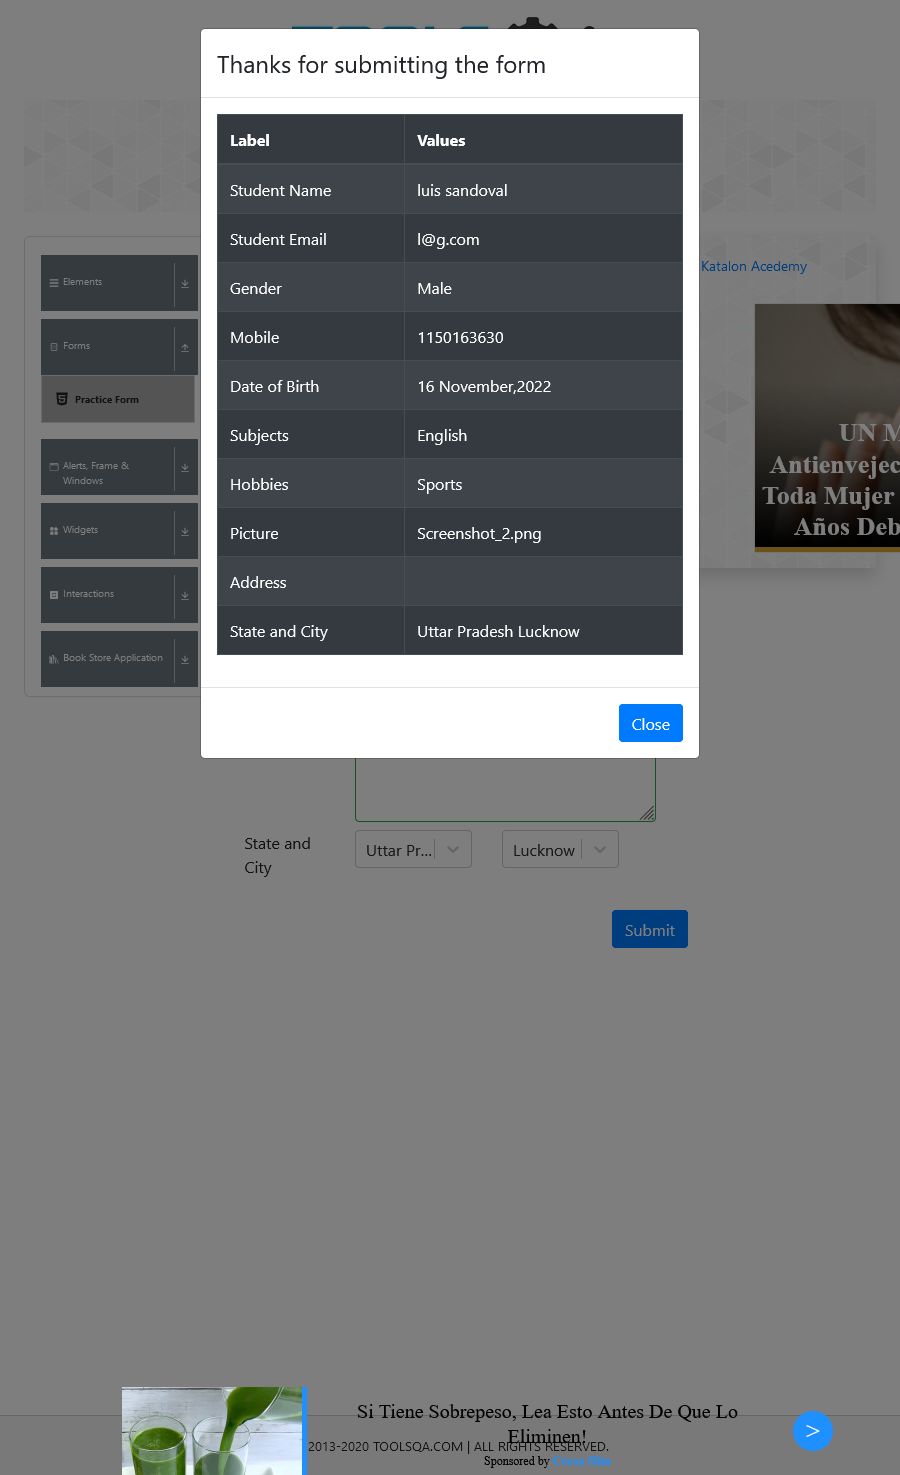 Thanks for submitting the form
Label Values
Student Name luis sandoval
Student Email l@g.com
Gender Male
Mobile 1150163630
Date of Birth 16 November,2022
Subjects English
Hobbies Sports
Picture Screenshot_2.png
Address
State and City Uttar Pradesh Lucknow
Close
Elements
Forms
Practice Form
Alerts, Frame &
Windows
Widgets
Interactions
Book Store Application
Katalon Acedemy
UN M
Antienvejec
Toda Mujer
Años Deb
State and
City
Uttar Pr...
Lucknow
Submit
Si Tiene Sobrepeso, Lea Esto Antes De Que Lo
Eliminen!
2013-2020 TOOLSQA.COM | ALL RIGHTS RESERVED.
Sponsored by
>